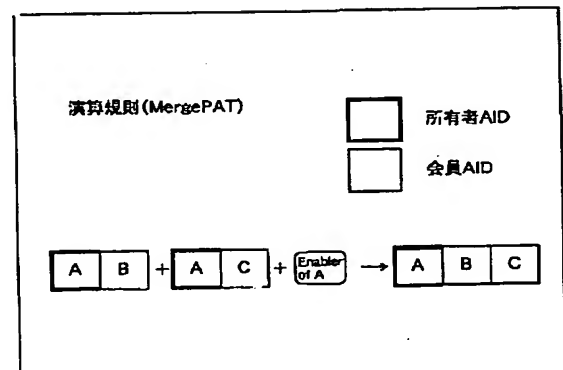 演算規則(MergePAT)
所有者AID
会員AID
A B + A C + Enabler of A → A B C